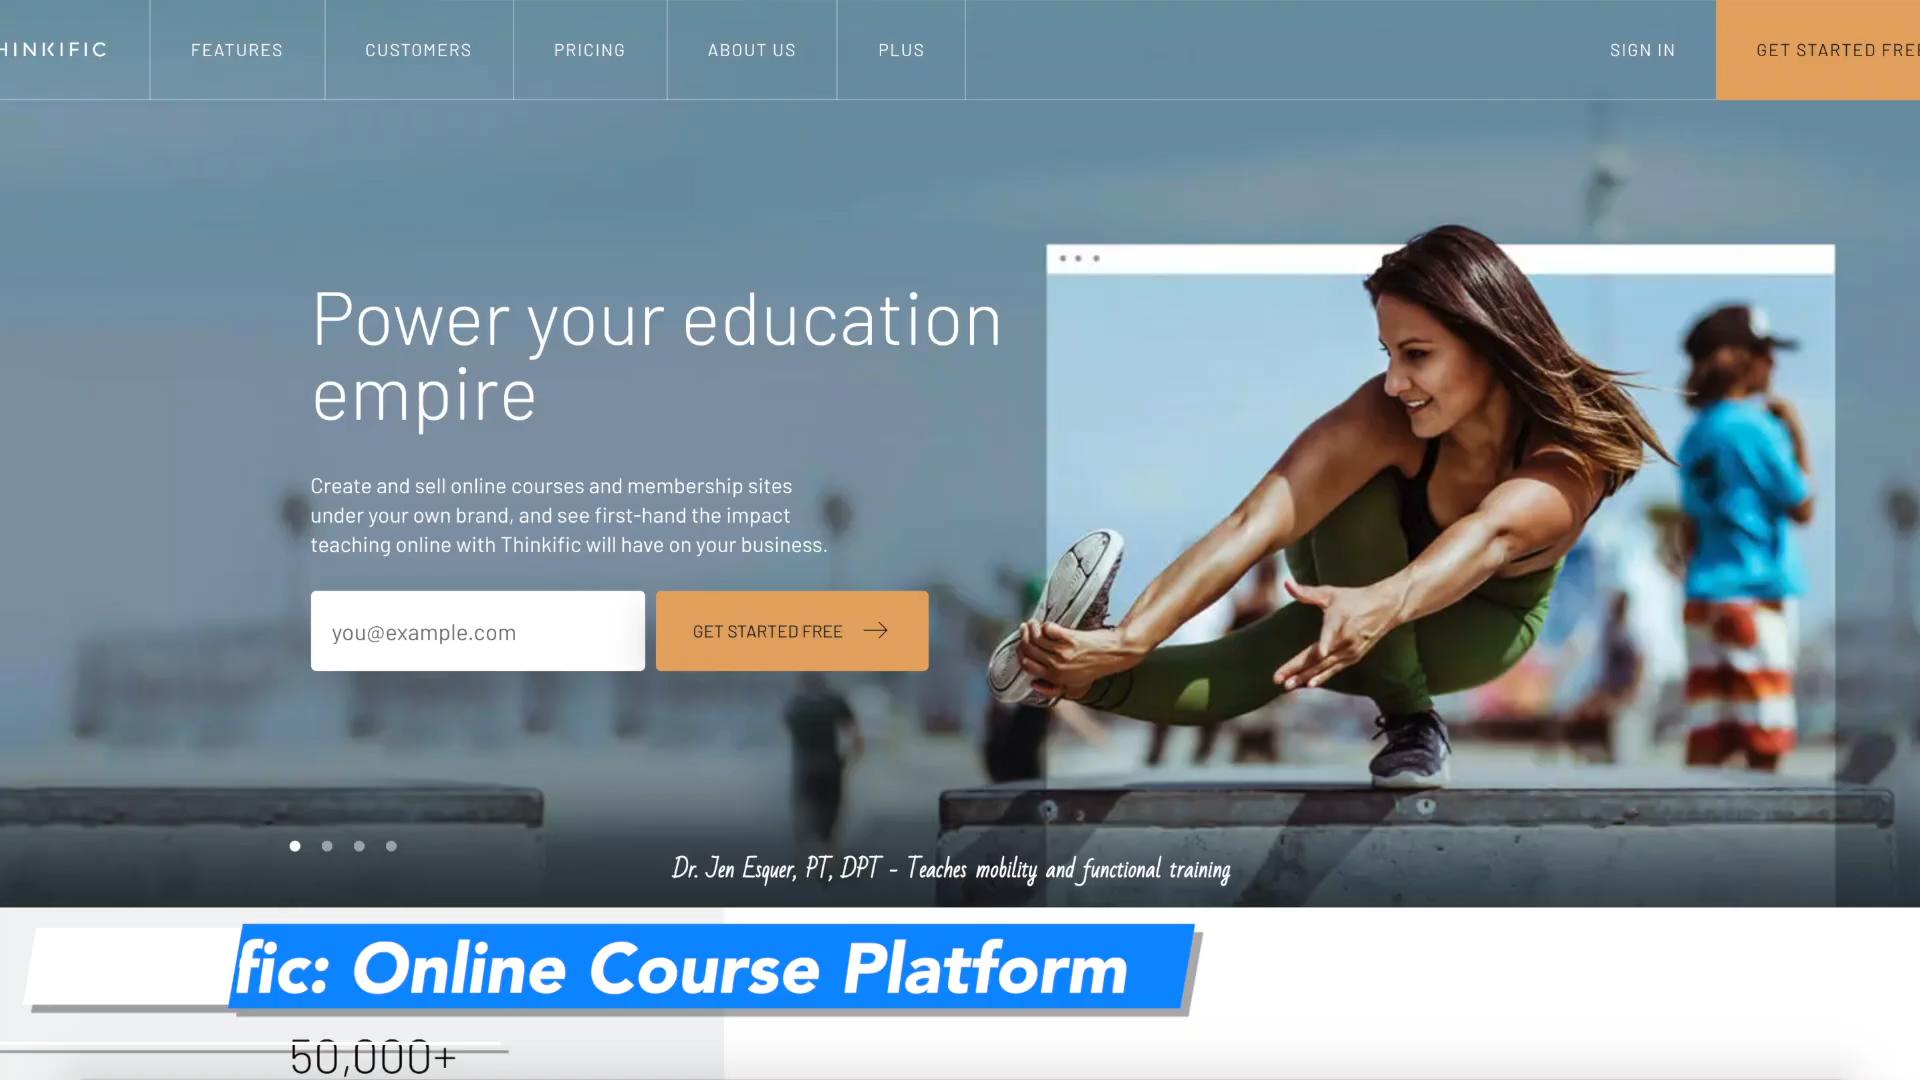 HINKIFIC
FEATURES
CUSTOMERS
PRICING
ABOUT US
PLUS
SIGN IN
GET STARTED FREE
Power your education
empire
Create and sell online courses and membership sites
under your own brand, and see first-hand the impact
teaching online with Thinkific will have on your business.
you@example.com
GET STARTED FREE
Dr. Jen Esquer, PT, DPT - Teaches mobility and functional training
fic: Online Course Platform
50,000+